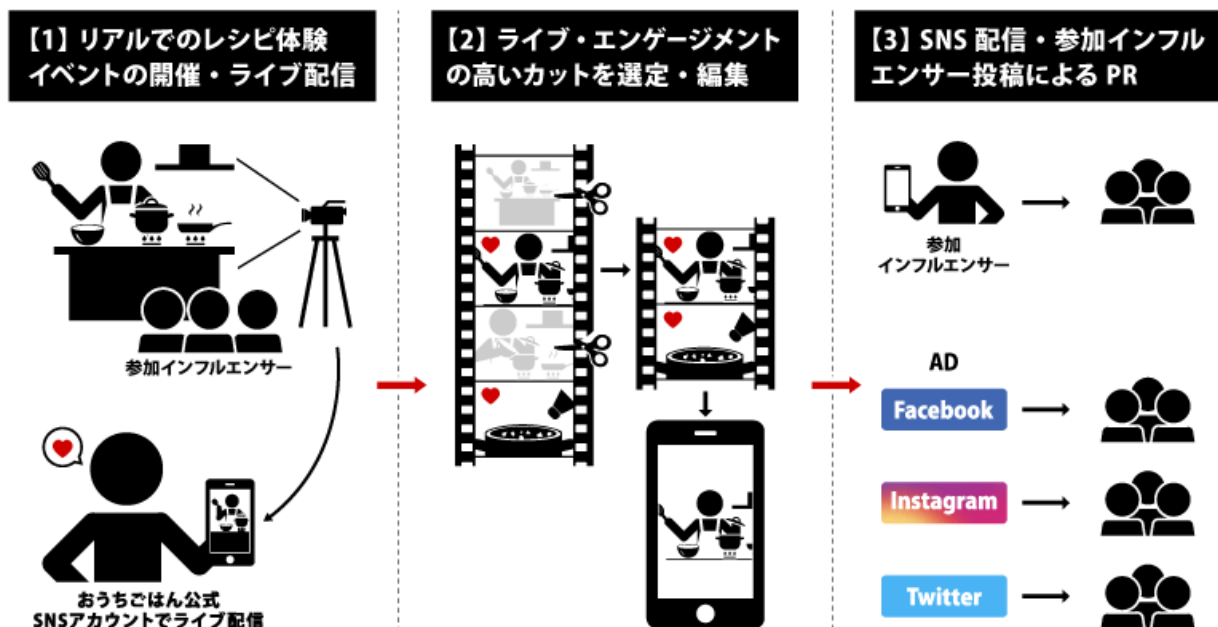 【1】リアルでのレシピ体験
イベントの開催・ライブ配信
参加インフルエンサー
おうちごはん公式
SNSアカウントでライブ配信
【2】ライブ・エンゲージメント
の高いカットを選定・編集
【3】SNS 配信・参加インフル
エンサー投稿による PR
参加
インフルエンサー
AD
Facebook
Instagram
Twitter